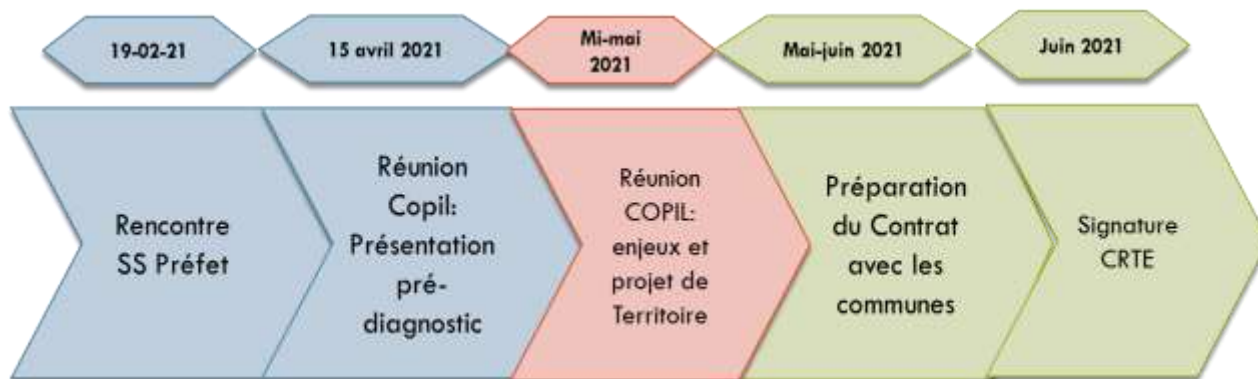 19-02-21
15 avril 2021
Mi-mai
2021
Mai-juin 2021
Juin 2021
Rencontre
SS Préfet
Réunion
Copil:
Présentation
pré-
diagnostic
Réunion
COPIL:
enjeux et
projet de
Territoire
Préparation
du Contrat
avec les
communes
Signature
CRTE